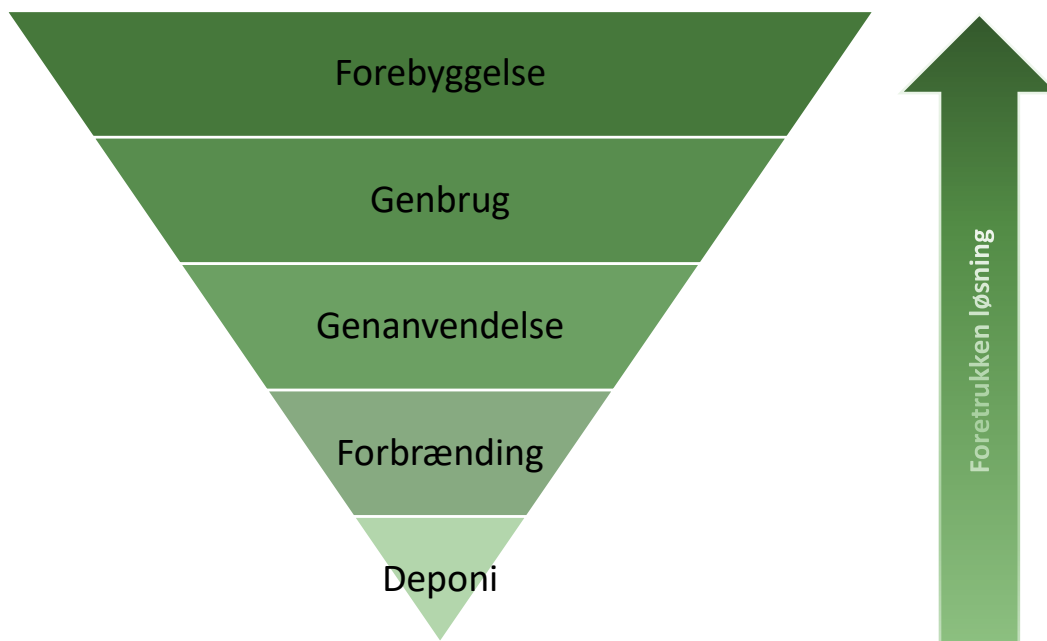 Forebyggelse
Genbrug
Genanvendelse
Forbrænding
Deponi
Foretrukken løsning